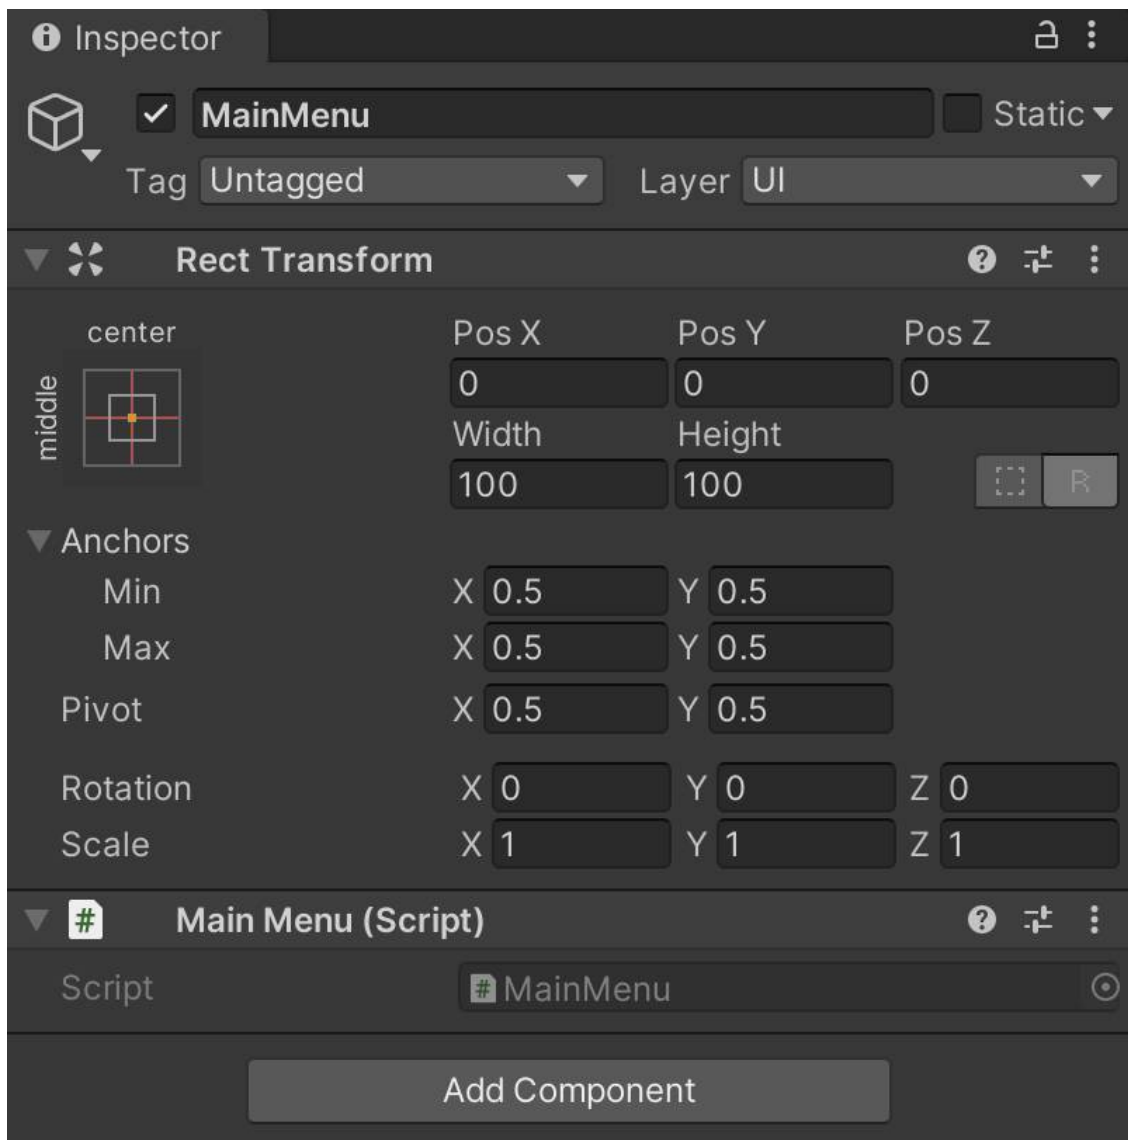 Inspector
MainMenu Static
Tag Untagged Layer UI
Rect Transform
center Pos X Pos Y Pos Z
middle 0 0 0
Width Height
100 100 R
Anchors
Min X 0.5 Y 0.5
Max X 0.5 Y 0.5
Pivot X 0.5 Y 0.5
Rotation X 0 Y 0 Z 0
Scale X 1 Y 1 Z 1
# Main Menu (Script)
Script # MainMenu
Add Component